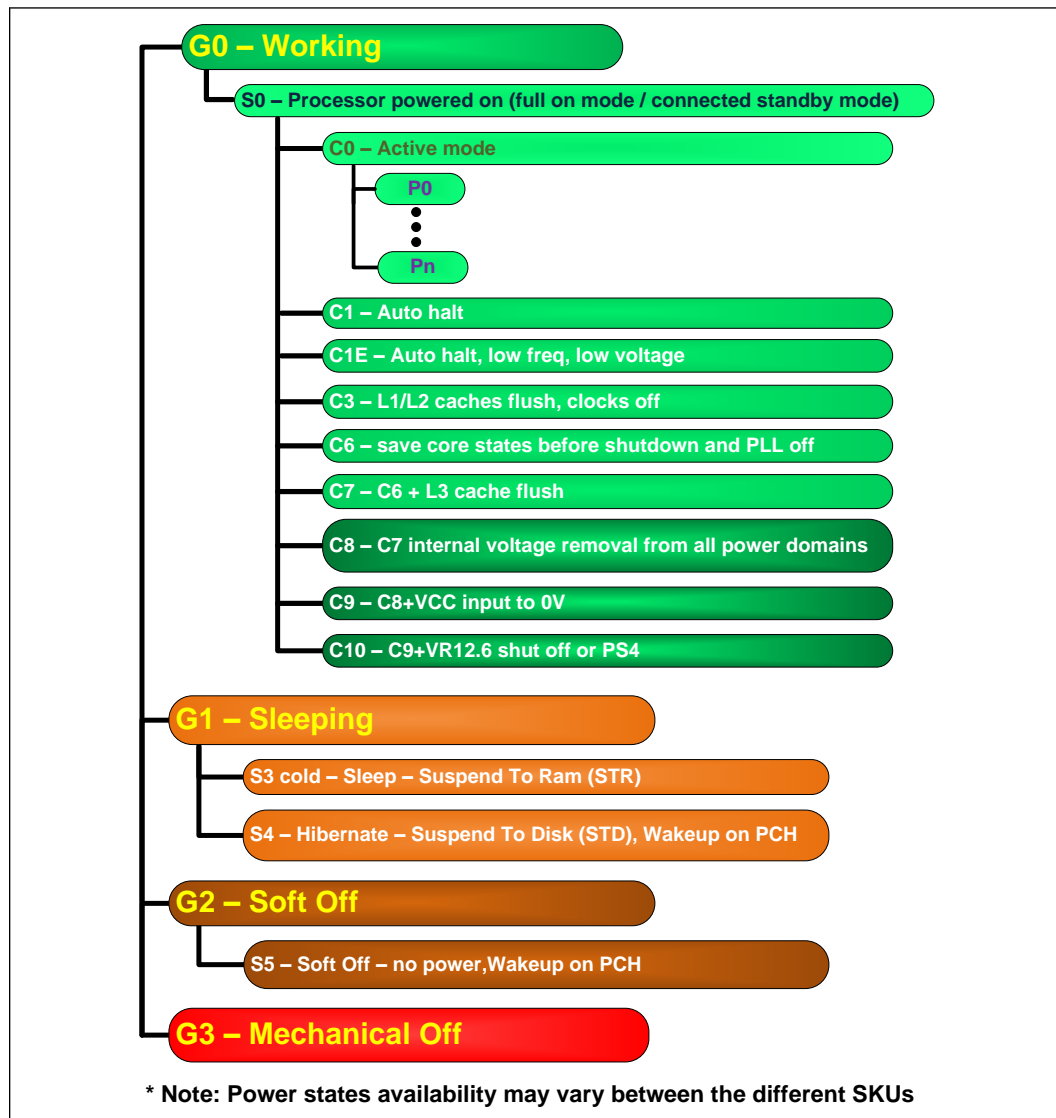 G0 – Working
S0 – Processor powered on (full on mode / connected standby mode)
C0 – Active mode
P0
Pn
C1 – Auto halt
C1E – Auto halt, low freq, low voltage
C3 – L1/L2 caches flush, clocks off
C6 – save core states before shutdown and PLL off
C7 – C6 + L3 cache flush
C8 – C7 internal voltage removal from all power domains
C9 – C8+VCC input to 0V
C10 – C9+VR12.6 shut off or PS4
G1 – Sleeping
S3 cold – Sleep – Suspend To Ram (STR)
S4 – Hibernate – Suspend To Disk (STD), Wakeup on PCH
G2 – Soft Off
S5 – Soft Off – no power,Wakeup on PCH
G3 – Mechanical Off
* Note: Power states availability may vary between the different SKUs